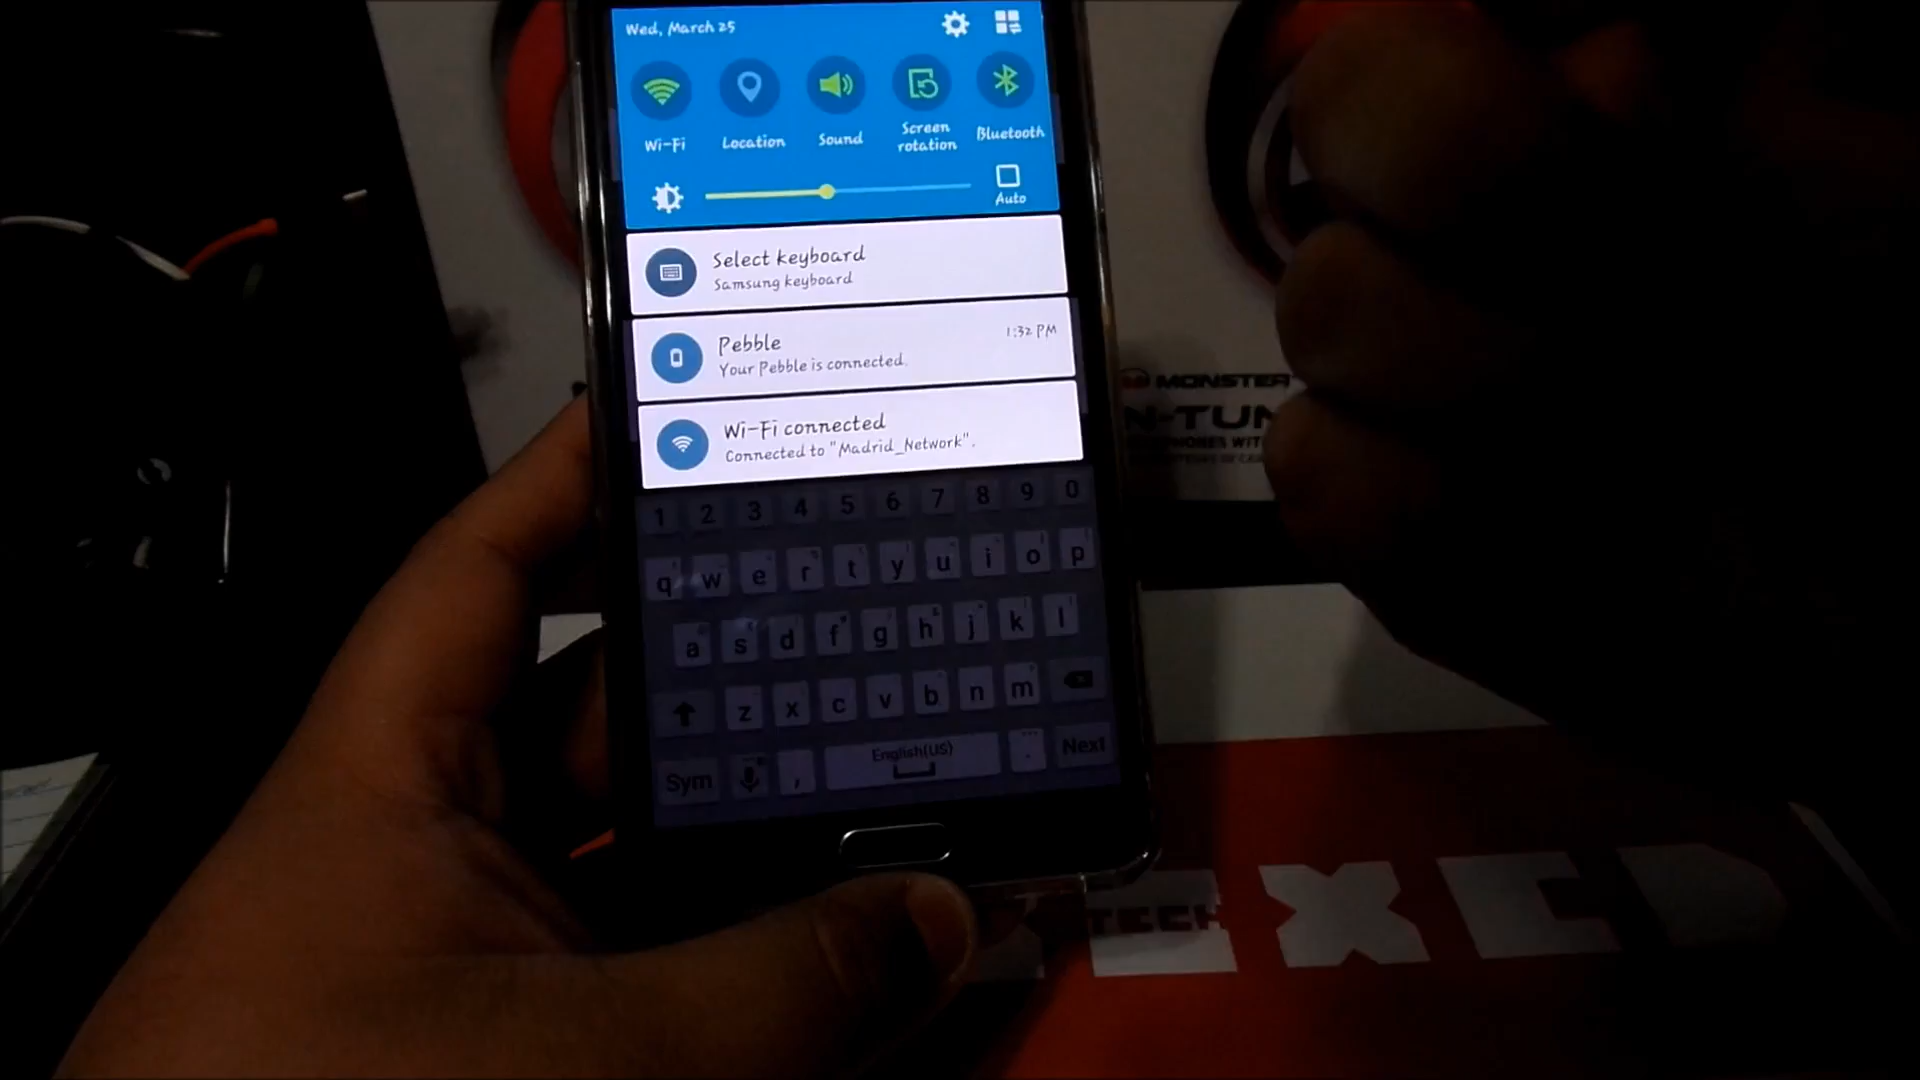 Wed, March 25
Wi-Fi
Location
Sound
Screen rotation
Bluetooth
Auto
Select keyboard
Samsung keyboard
Pebble
1:32 PM
Your Pebble is connected.
Wi-Fi connected
Connected to "Madrid_Network".
1 2 3 4 5 6 7 8 9 0
q w e r t y u i o p
a s d f g h j k l
z x c v b n m
Sym , English(US) . Next
MONSTER
N-TUN
TECH